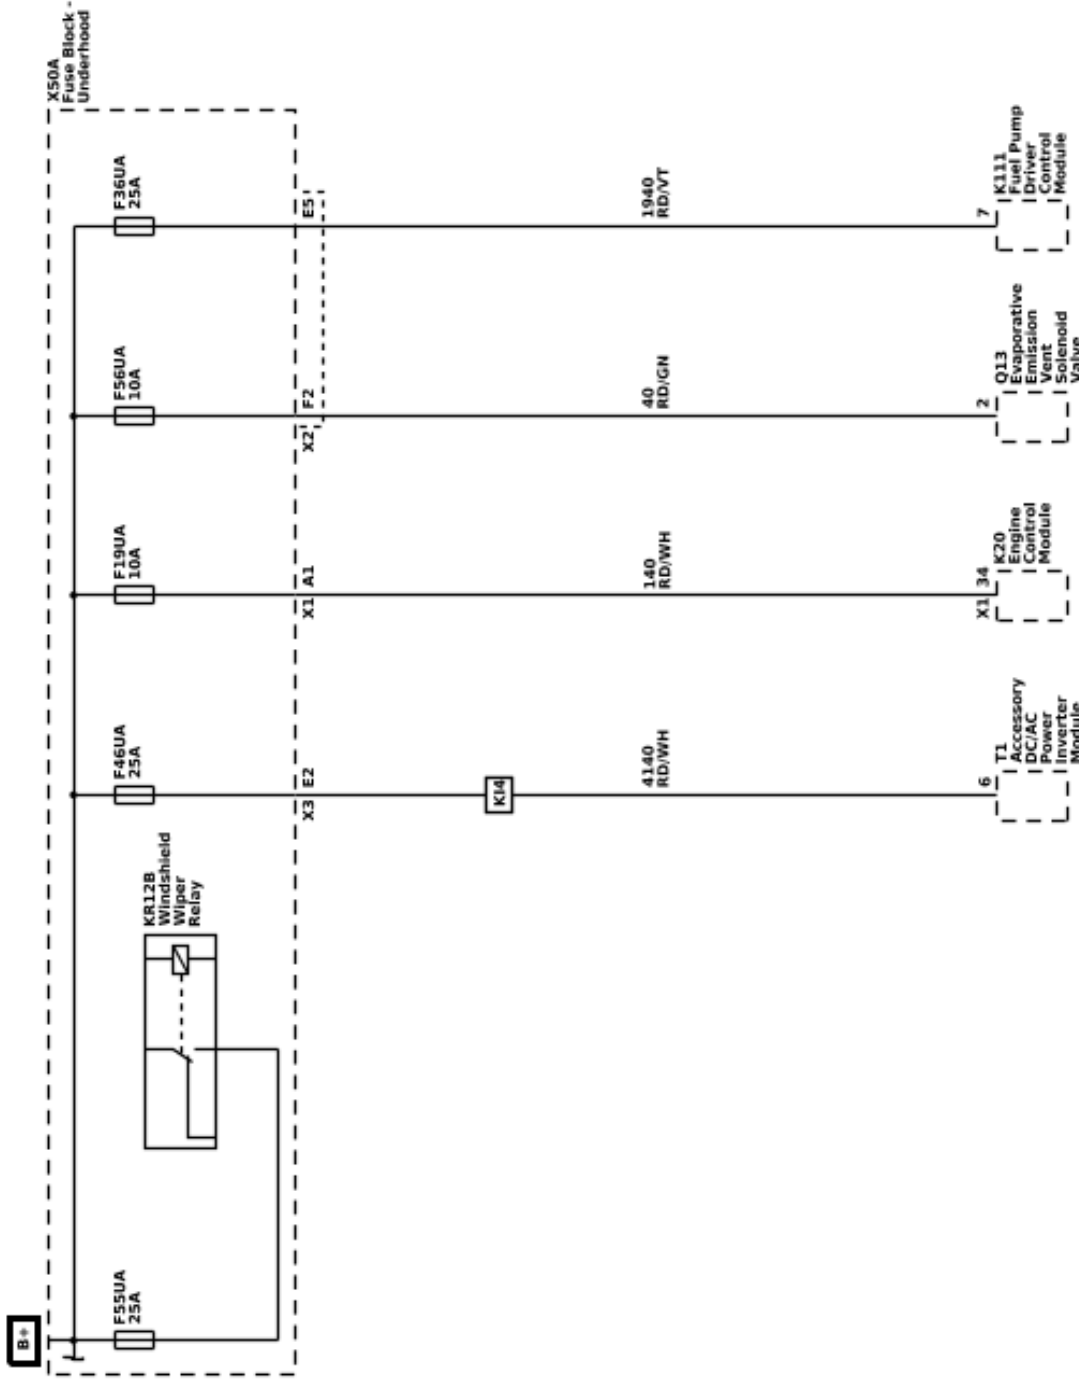 B+
X50A
Fuse Block -
Underhood
F55UA
25A
KR12B
Windshield
Wiper
Relay
F46UA
25A
F19UA
10A
F56UA
10A
F36UA
25A
X3 E2
X1 A1
X2 F2
E5
KI4
4140
RD/WH
140
RD/WH
40
RD/GN
1940
RD/VT
6
T1
Accessory
DC/AC
Power
Inverter
Module
X1 34
K20
Engine
Control
Module
2
Q13
Evaporative
Emission
Vent
Solenoid
Valve
7
K111
Fuel Pump
Driver
Control
Module